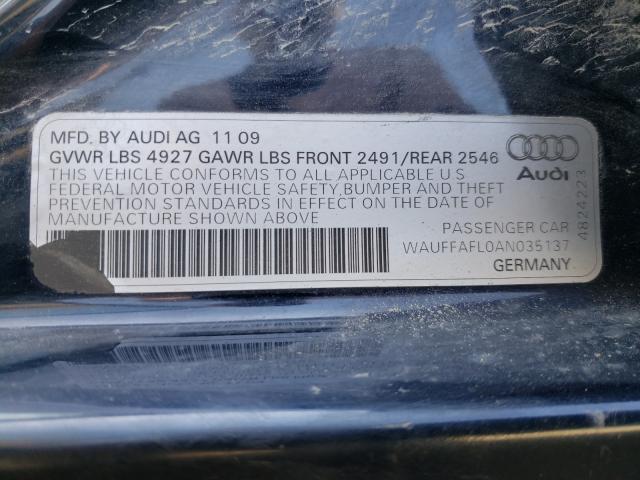 MFD. BY AUDI AG 11 09
GVWR LBS 4927 GAWR LBS FRONT 2491/REAR 2546
THIS VEHICLE CONFORMS TO ALL APPLICABLE U S
FEDERAL MOTOR VEHICLE SAFETY,BUMPER AND THEFT
PREVENTION STANDARDS IN EFFECT ON THE DATE OF
MANUFACTURE SHOWN ABOVE
Audi
4824223
PASSENGER CAR
WAUFFAFL0AN035137
GERMANY